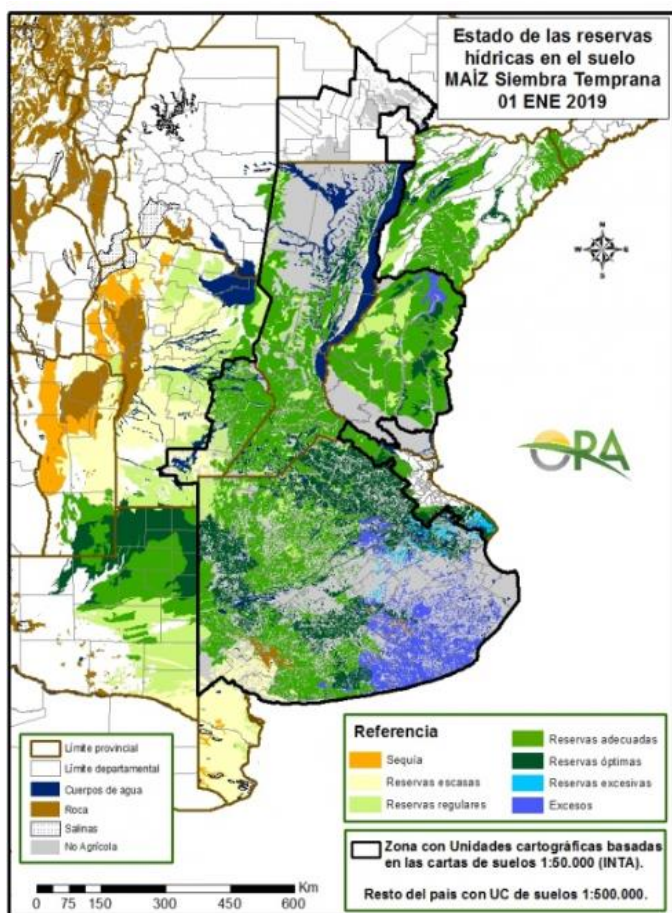 Estado de las reservas
hídricas en el suelo
MAÍZ Siembra Temprana
01 ENE 2019
N
W
E
S
ORA
Límite provincial
Límite departamental
Cuerpos de agua
Roca
Salinas
No Agrícola
Referencia
Sequía
Reservas escasas
Reservas regulares
Reservas adecuadas
Reservas óptimas
Reservas excesivas
Excesos
Zona con Unidades cartográficas basadas
en las cartas de suelos 1:50.000 (INTA).
Resto del país con UC de suelos 1:500.000.
Km
0 75 150 300 450 600